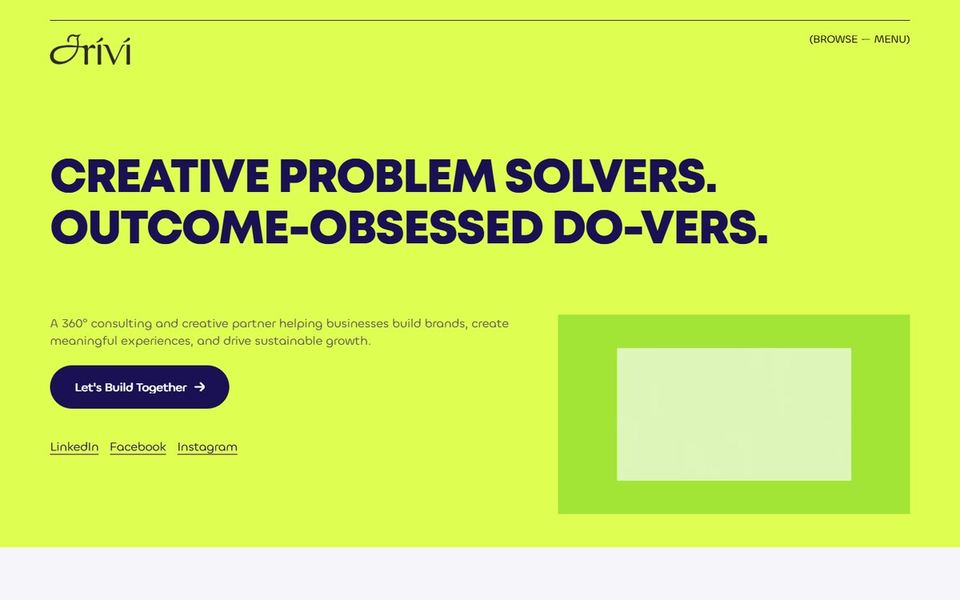 Jríví
(BROWSE — MENU)
CREATIVE PROBLEM SOLVERS.
OUTCOME-OBSESSED DO-VERS.
A 360° consulting and creative partner helping businesses build brands, create
meaningful experiences, and drive sustainable growth.
Let's Build Together →
LinkedIn Facebook Instagram